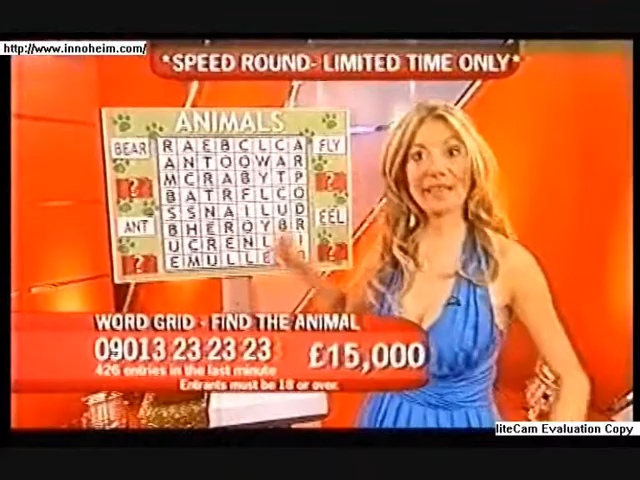 http://www.innoheim.com/
*SPEED ROUND- LIMITED TIME ONLY*
ANIMALS
BEAR
FLY
R A E B C L C A
A N T O O W A R
M C R A B Y T P
B A T R F L C O
?
?
S S N A I L U D
ANT
EEL
B H E R O Y B R
U C R E N L I
E M U L L E
?
?
WORD GRID - FIND THE ANIMAL
09013 23 23 23
£15,000
426 entries in the last minute
Entrants must be 18 or over.
liteCam Evaluation Copy